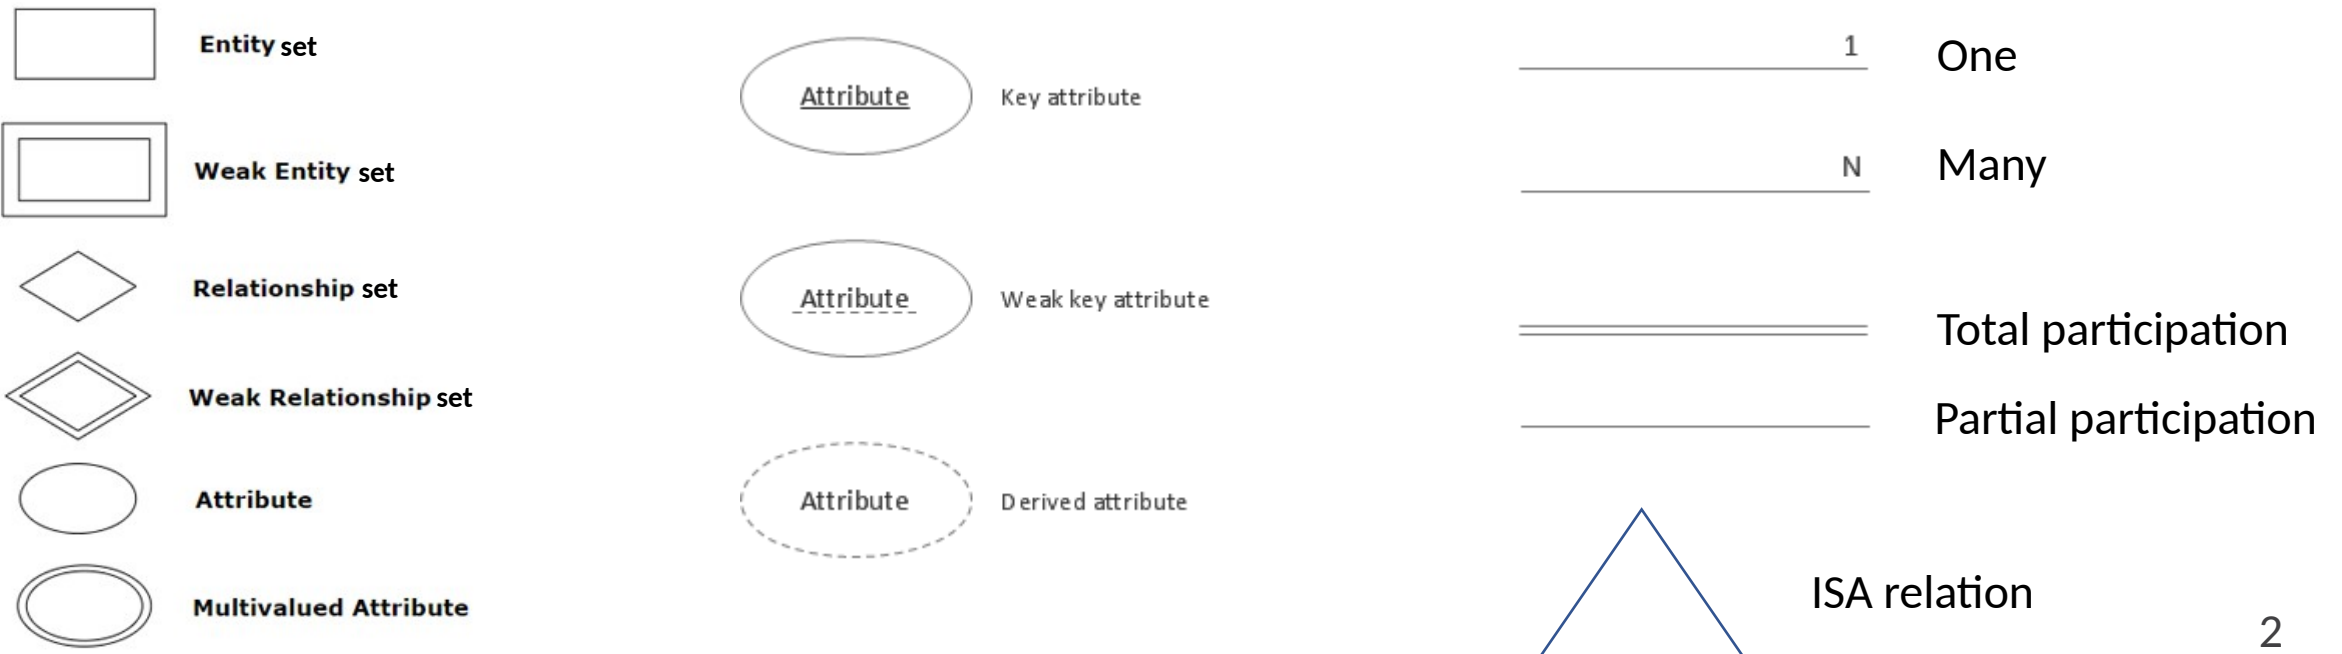 Entity set
Weak Entity set
Relationship set
Weak Relationship set
Attribute
Multivalued Attribute
Attribute Key attribute
Attribute Weak key attribute
Attribute Derived attribute
1 One
N Many
Total participation
Partial participation
ISA relation
2